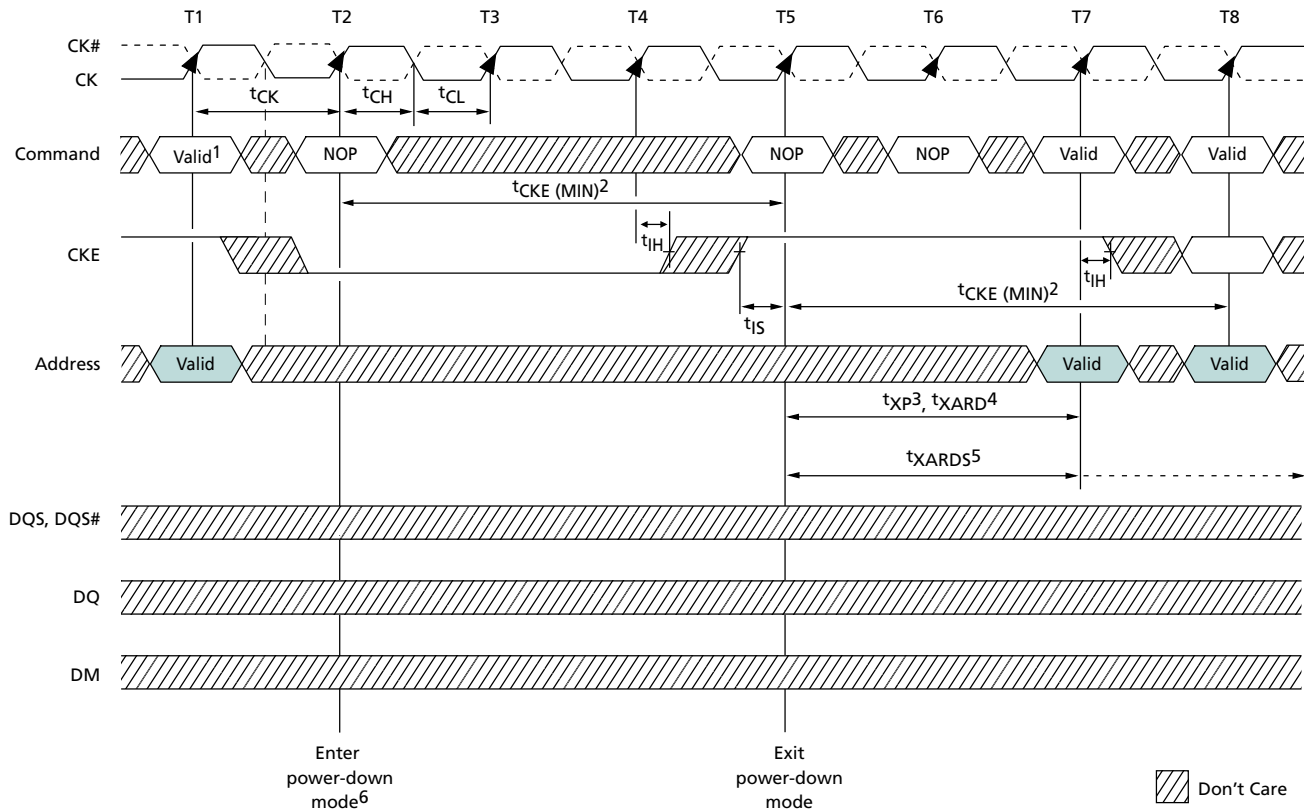 T1 T2 T3 T4 T5 T6 T7 T8
CK#
CK
tCK tCH tCL
Command Valid1 NOP NOP NOP Valid Valid
tCKE (MIN)2
tIH
CKE
tIH
tCKE (MIN)2
tIS
Address Valid Valid Valid
tXP3, tXARD4
tXARDS5
DQS, DQS#
DQ
DM
Enter
power-down
mode6
Exit
power-down
mode
Don't Care